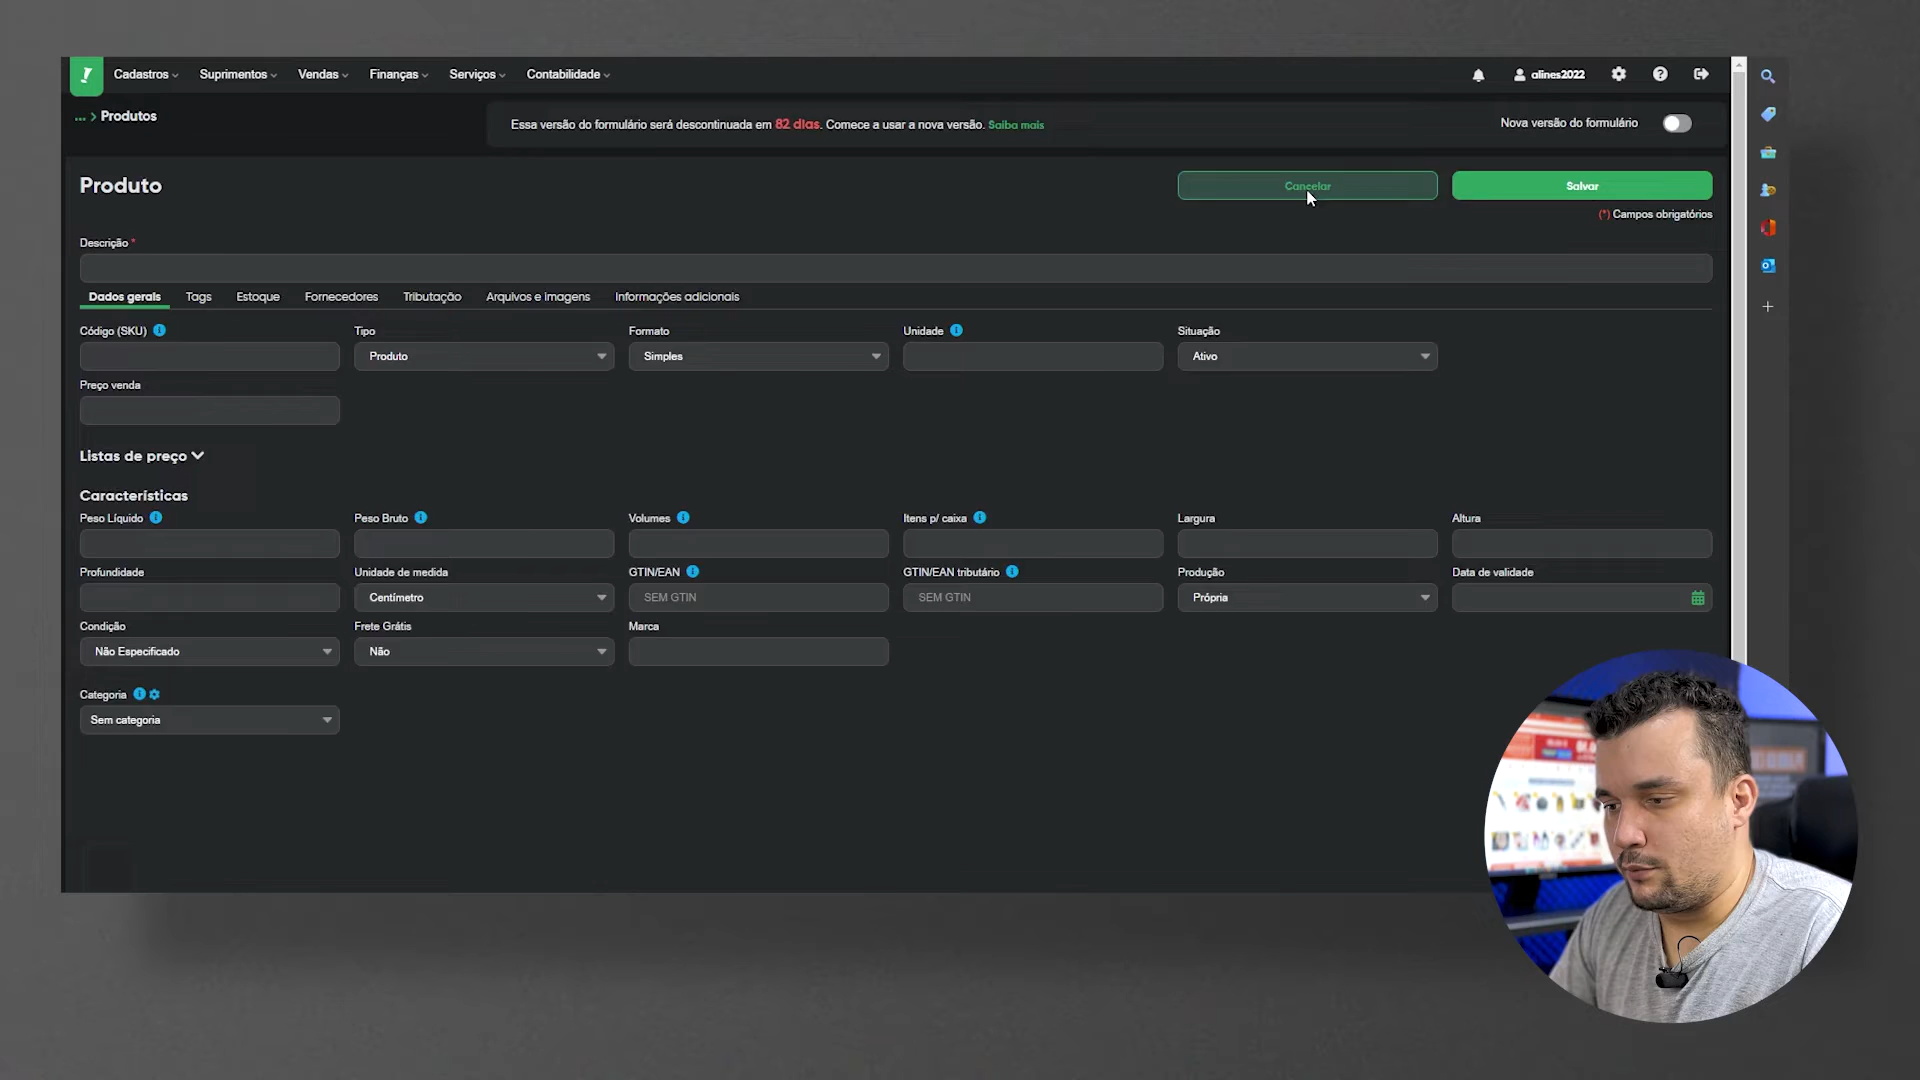 Cadastros Suprimentos Vendas Finanças Serviços Contabilidade alines2022
... > Produtos
Essa versão do formulário será descontinuada em 82 dias. Comece a usar a nova versão. Saiba mais
Nova versão do formulário
Produto
Cancelar
Salvar
(*) Campos obrigatórios
Descrição *
Dados gerais Tags Estoque Fornecedores Tributação Arquivos e imagens Informações adicionais
Código (SKU) Tipo Formato Unidade Situação
Produto Simples Ativo
Preço venda
Listas de preço
Características
Peso Líquido Peso Bruto Volumes Itens p/ caixa Largura Altura
Profundidade Unidade de medida GTIN/EAN GTIN/EAN tributário Produção Data de validade
Centímetro SEM GTIN SEM GTIN Própria
Condição Frete Grátis Marca
Não Especificado Não
Categoria
Sem categoria